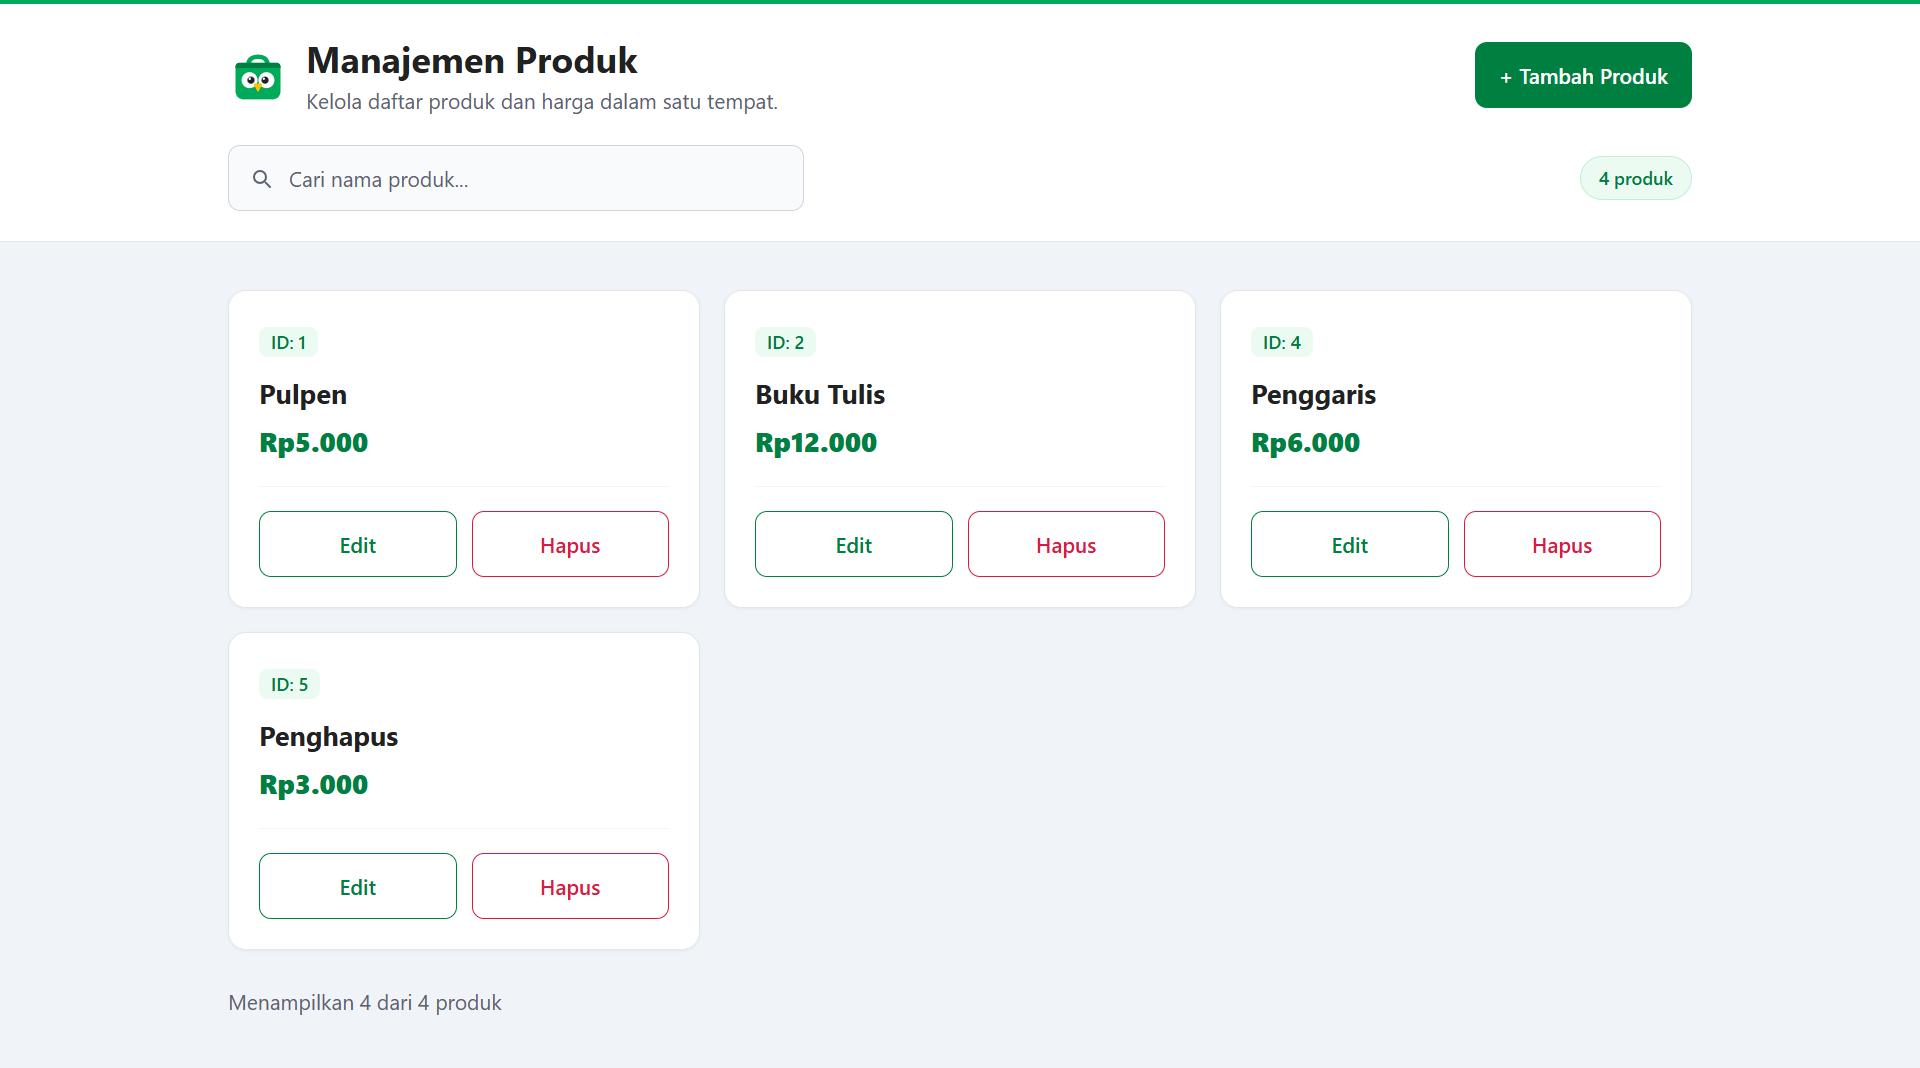 Manajemen Produk
Kelola daftar produk dan harga dalam satu tempat.
+ Tambah Produk
Cari nama produk...
4 produk
ID: 1
Pulpen
Rp5.000
Edit
Hapus
ID: 2
Buku Tulis
Rp12.000
Edit
Hapus
ID: 4
Penggaris
Rp6.000
Edit
Hapus
ID: 5
Penghapus
Rp3.000
Edit
Hapus
Menampilkan 4 dari 4 produk